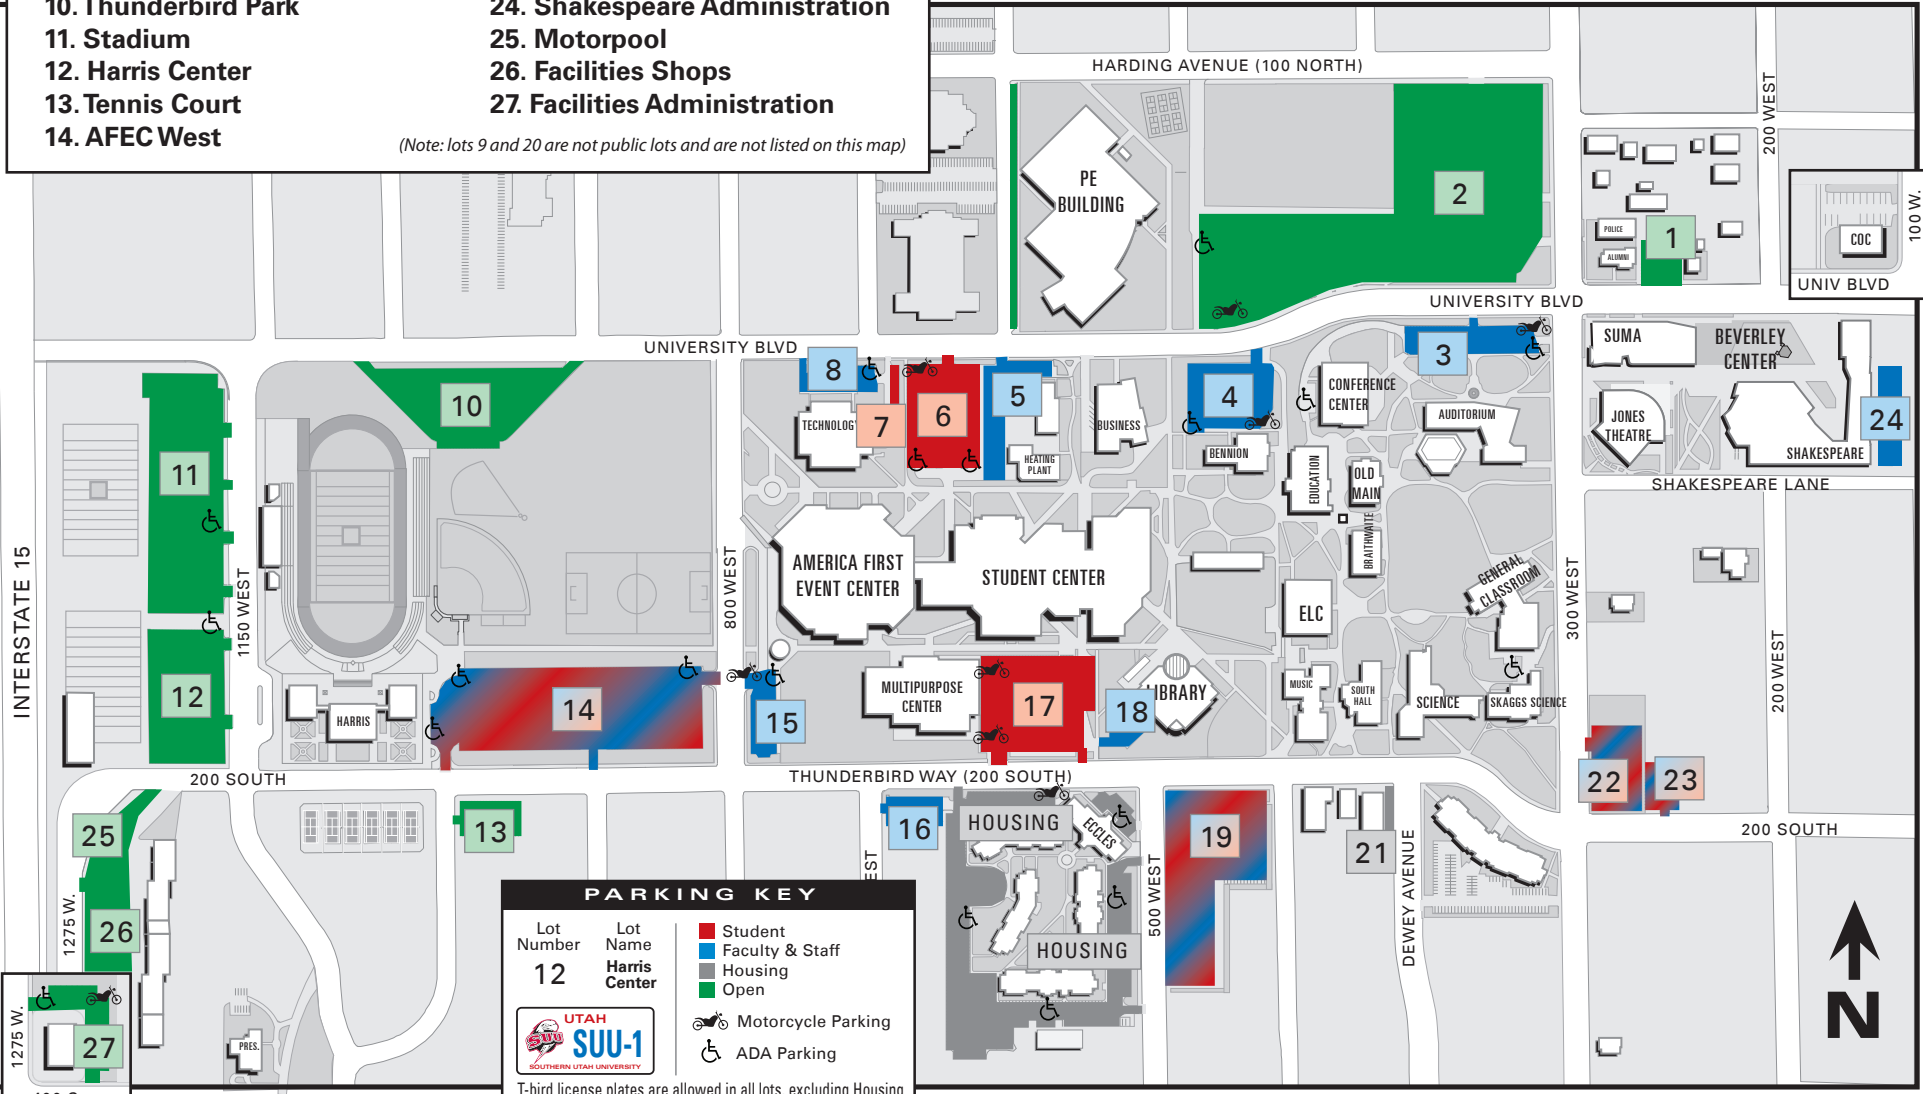 10. Thunderbird Park
11. Stadium
12. Harris Center
13. Tennis Court
14. AFEC West
24. Shakespeare Administration
25. Motorpool
26. Facilities Shops
27. Facilities Administration
(Note: lots 9 and 20 are not public lots and are not listed on this map)
HARDING AVENUE (100 NORTH)
200 WEST
100 W.
PE
BUILDING
2
1
POLICE
ALUMNI
COC
UNIV BLVD
UNIVERSITY BLVD
UNIVERSITY BLVD
SUMA
BEVERLEY
CENTER
3
8
10
5
4
CONFERENCE
CENTER
7
6
TECHNOLOGY
BUSINESS
AUDITORIUM
JONES
THEATRE
24
SHAKESPEARE
BENNION
HEATING
PLANT
11
EDUCATION
OLD
MAIN
SHAKESPEARE LANE
BRAITHWAITE
INTERSTATE 15
1150 WEST
800 WEST
AMERICA FIRST
EVENT CENTER
STUDENT CENTER
GENERAL
CLASSROOM
ELC
300 WEST
200 WEST
12
HARRIS
14
15
MULTIPURPOSE
CENTER
17
18
LIBRARY
MUSIC
SOUTH
HALL
SCIENCE
SKAGGS SCIENCE
22
23
200 SOUTH
THUNDERBIRD WAY (200 SOUTH)
200 SOUTH
25
13
16
HOUSING
ECCLES
19
21
EST
500 WEST
DEWEY AVENUE
1275 W.
26
HOUSING
PARKING KEY
Lot
Number
12
Lot
Name
Harris
Center
Student
Faculty & Staff
Housing
Open
Motorcycle Parking
ADA Parking
UTAH
SUU
SUU-1
SOUTHERN UTAH UNIVERSITY
T-bird license plates are allowed in all lots, excluding Housing
1275 W.
27
PRES.
N